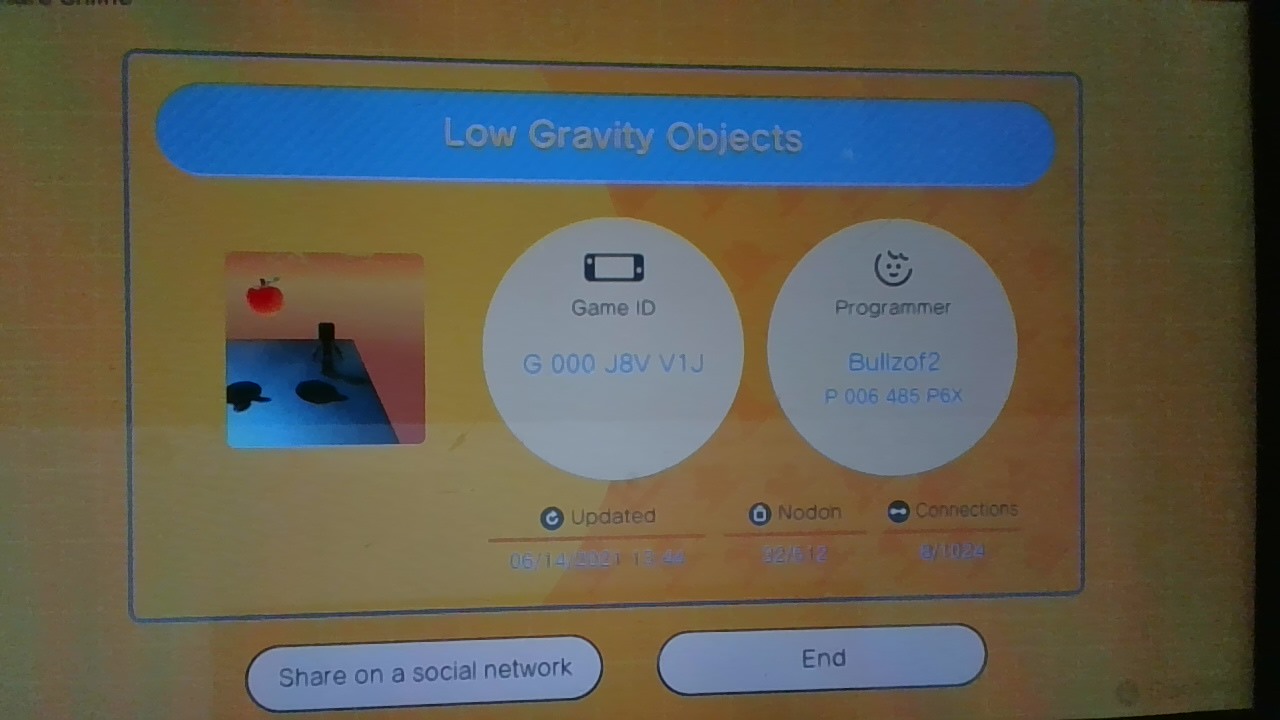 Low Gravity Objects
Game ID
G 000 J8V V1J
Programmer
Bullzof2
P 006 485 P6X
Updated
Nodon
Connections
06/14/2021 13:44
32/512
8/1024
Share on a social network
End